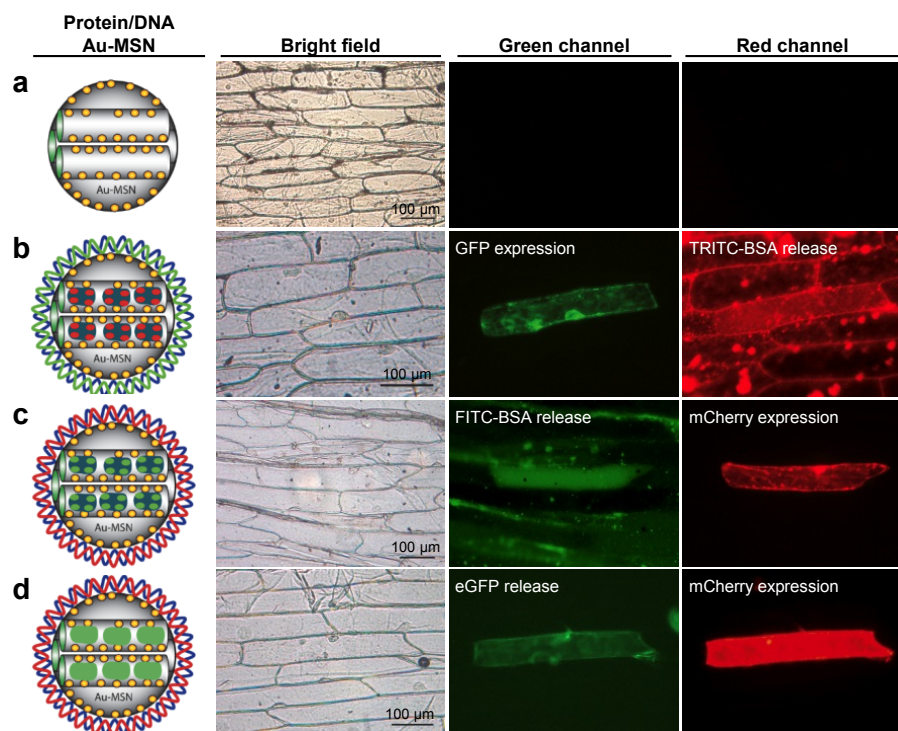 Protein/DNA
Au-MSN
Bright field
Green channel
Red channel
a
Au-MSN
100 µm
b
Au-MSN
100 µm
GFP expression
TRITC-BSA release
c
Au-MSN
100 µm
FITC-BSA release
mCherry expression
d
Au-MSN
100 µm
eGFP release
mCherry expression